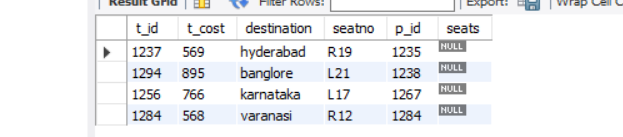 Result Grid Filter Rows: Export: Wrap Cell C
t_id t_cost destination seatno p_id seats
1237 569 hyderabad R19 1235 NULL
1294 895 banglore L21 1238 NULL
1256 766 karnataka L17 1267 NULL
1284 568 varanasi R12 1284 NULL